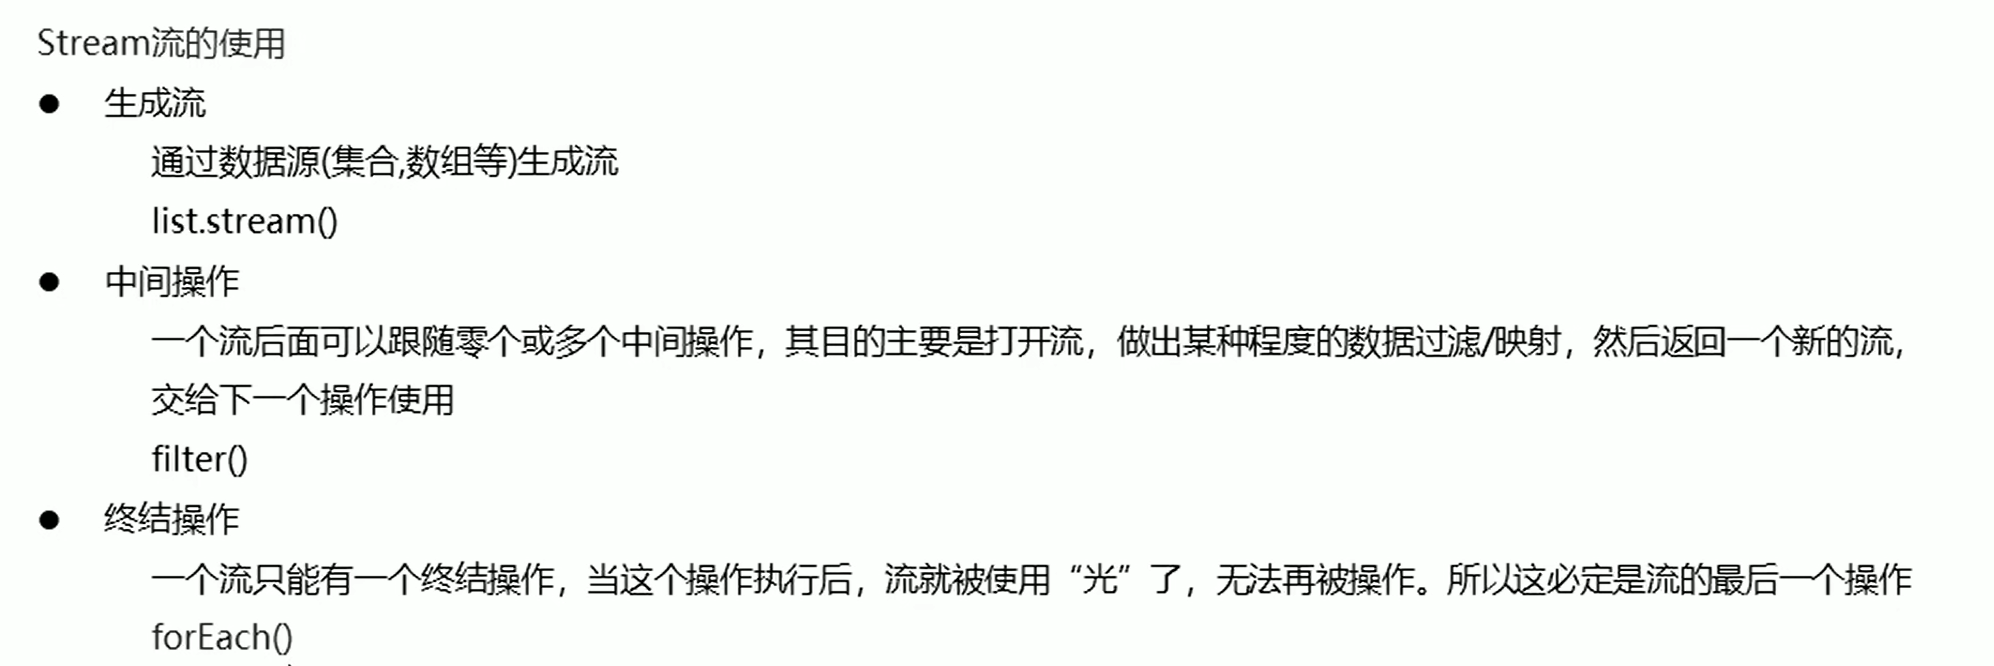 Stream流的使用
● 生成流
通过数据源(集合,数组等)生成流
list.stream()
● 中间操作
一个流后面可以跟随零个或多个中间操作，其目的主要是打开流，做出某种程度的数据过滤/映射，然后返回一个新的流，
交给下一个操作使用
filter()
● 终结操作
一个流只能有一个终结操作，当这个操作执行后，流就被使用“光”了，无法再被操作。所以这必定是流的最后一个操作
forEach()